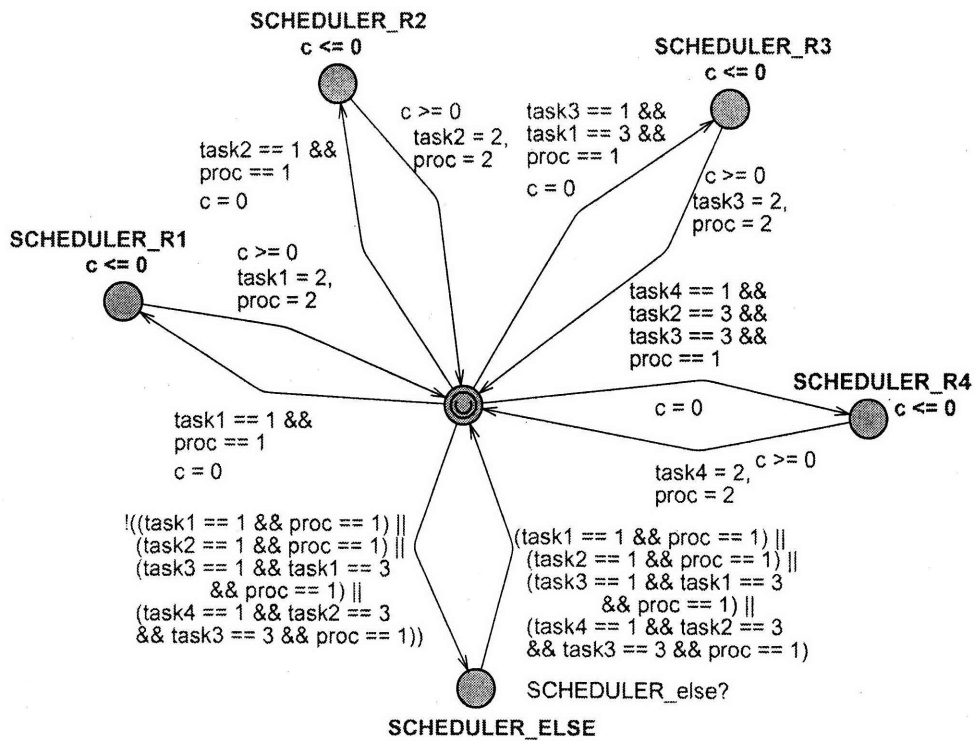 SCHEDULER_R2
c <= 0
SCHEDULER_R3
c <= 0
c >= 0
task2 = 2,
proc = 2
task3 == 1 &&
task1 == 3 &&
proc == 1
c = 0
task2 == 1 &&
proc == 1
c = 0
c >= 0
task3 = 2,
proc = 2
SCHEDULER_R1
c <= 0
c >= 0
task1 = 2,
proc = 2
task4 == 1 &&
task2 == 3 &&
task3 == 3 &&
proc == 1
c = 0
SCHEDULER_R4
c <= 0
task1 == 1 &&
proc == 1
c = 0
c >= 0
task4 = 2,
proc = 2
!((task1 == 1 && proc == 1) ||
(task2 == 1 && proc == 1) ||
(task3 == 1 && task1 == 3
&& proc == 1) ||
(task4 == 1 && task2 == 3
&& task3 == 3 && proc == 1))
(task1 == 1 && proc == 1) ||
(task2 == 1 && proc == 1) ||
(task3 == 1 && task1 == 3
&& proc == 1) ||
(task4 == 1 && task2 == 3
&& task3 == 3 && proc == 1)
SCHEDULER_else?
SCHEDULER_ELSE